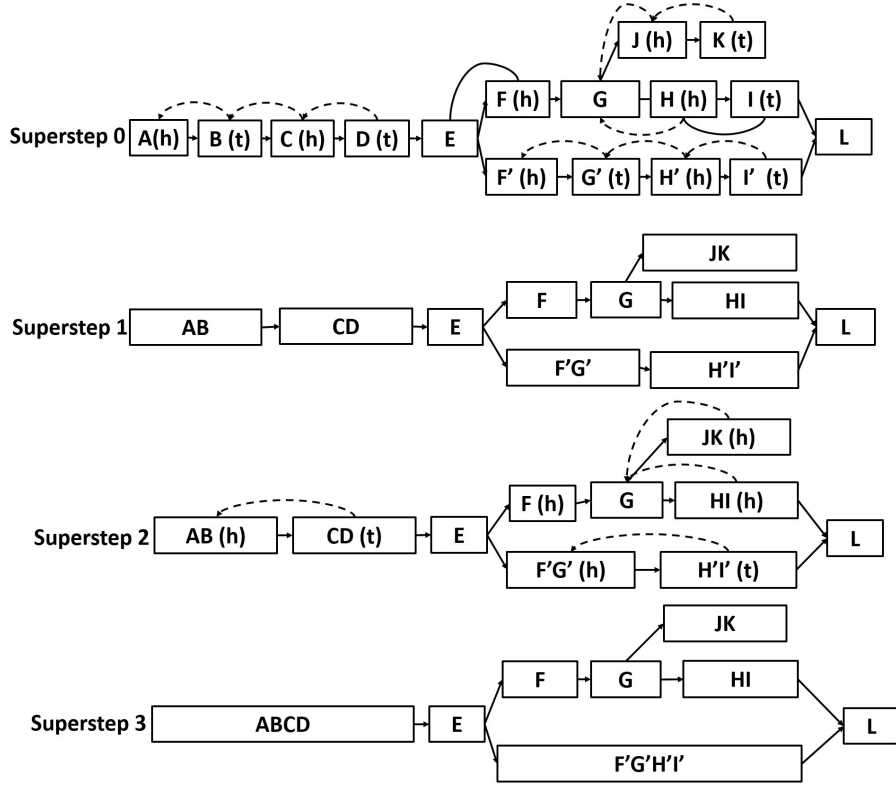 J (h) K (t)
F (h) G H (h) I (t)
Superstep 0 A(h) B (t) C (h) D (t) E L
F’ (h) G’ (t) H’ (h) I’ (t)
JK
F G HI
Superstep 1 AB CD E L
F’G’ H’I’
JK (h)
F (h) G HI (h)
Superstep 2 AB (h) CD (t) E L
F’G’ (h) H’I’ (t)
JK
F G HI
Superstep 3 ABCD E L
F’G’H’I’